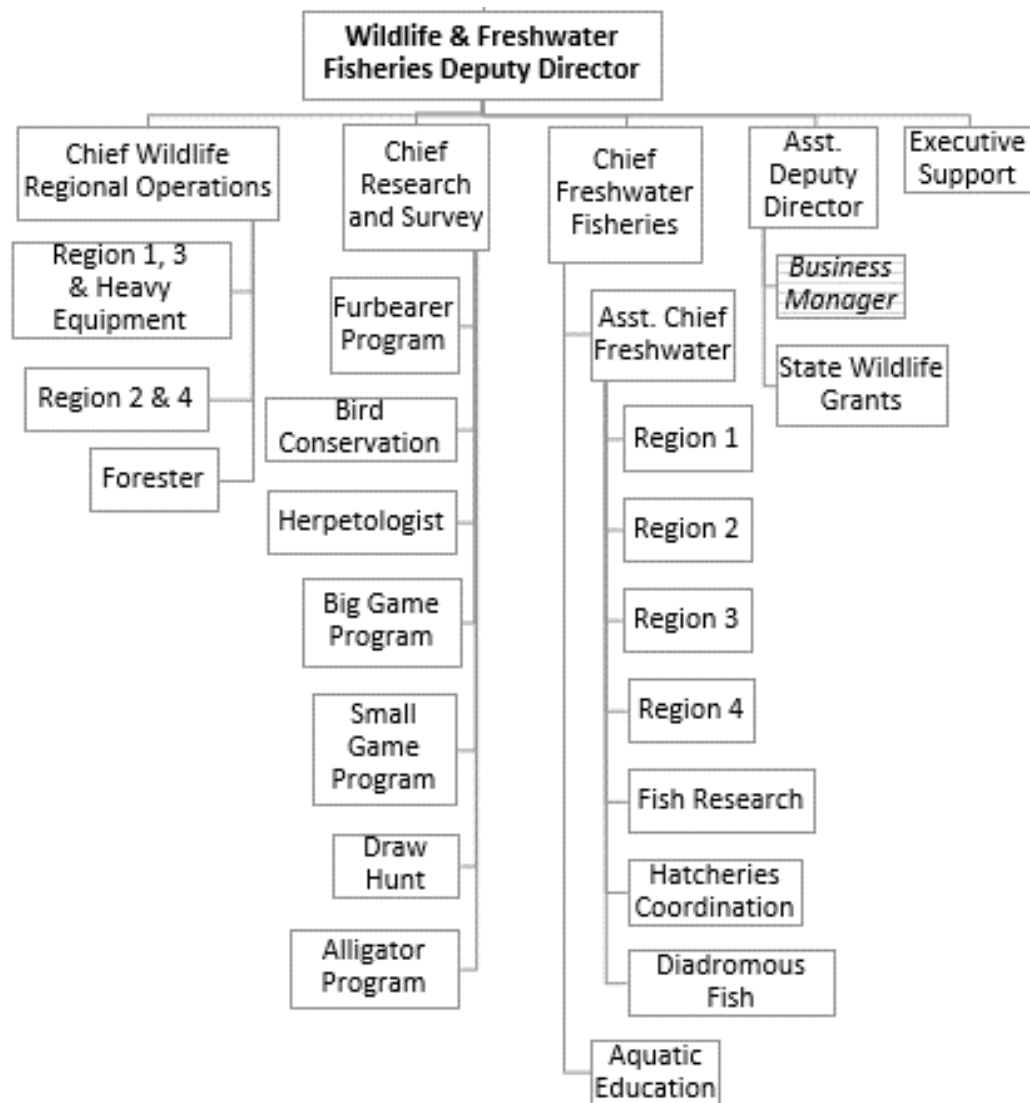 Wildlife & Freshwater
Fisheries Deputy Director
Chief Wildlife
Regional Operations
Region 1, 3
& Heavy
Equipment
Region 2 & 4
Forester
Chief
Research
and Survey
Furbearer
Program
Bird
Conservation
Herpetologist
Big Game
Program
Small
Game
Program
Draw
Hunt
Alligator
Program
Chief
Freshwater
Fisheries
Asst. Chief
Freshwater
Region 1
Region 2
Region 3
Region 4
Fish Research
Hatcheries
Coordination
Diadromous
Fish
Aquatic
Education
Asst.
Deputy
Director
Business
Manager
State Wildlife
Grants
Executive
Support